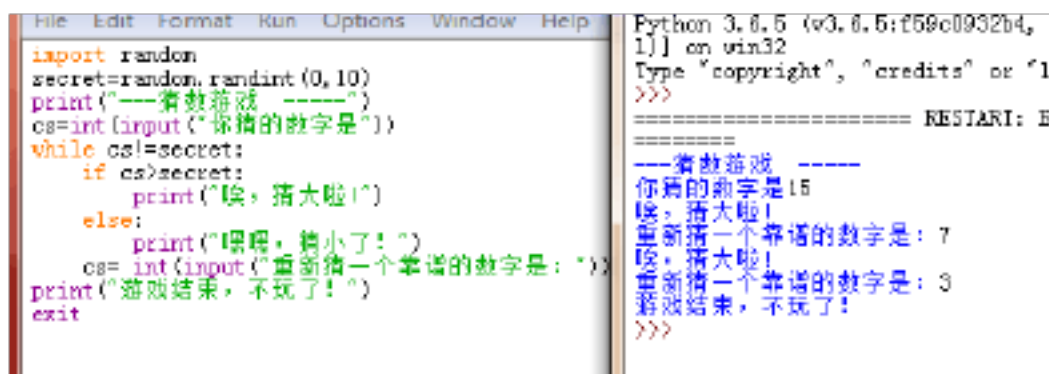 File Edit Format Run Options Window Help
import random
secret=random.randint(0,10)
print("---猜数游戏 -----")
cs=int(input("你猜的数字是"))
while cs!=secret:
if cs>secret:
print("唉，猜大啦!")
else:
print("嘿嘿，猜小了!")
cs= int(input("重新猜一个靠谱的数字是："))
print("游戏结束，不玩了!")
exit
Python 3.6.5 (v3.6.5:f59c0932b4,
1)] on win32
Type "copyright", "credits" or "l
>>>
====================== RESTART: E
========
---猜数游戏 -----
你猜的数字是15
唉，猜大啦!
重新猜一个靠谱的数字是：7
唉，猜大啦!
重新猜一个靠谱的数字是：3
游戏结束，不玩了!
>>>